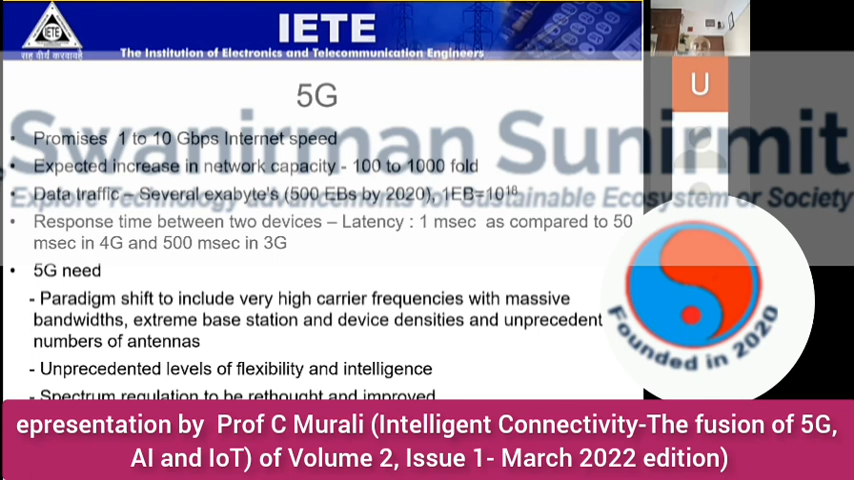 IETE
The Institution of Electronics and Telecommunication Engineers
IETE
सह वीर्यं करवावहै
5G
• Promises 1 to 10 Gbps Internet speed
• Expected increase in network capacity - 100 to 1000 fold
• Data traffic – Several exabyte's (500 EBs by 2020), 1EB=10¹⁸
• Response time between two devices – Latency : 1 msec as compared to 50
msec in 4G and 500 msec in 3G
• 5G need
- Paradigm shift to include very high carrier frequencies with massive
bandwidths, extreme base station and device densities and unprecedent
numbers of antennas
- Unprecedented levels of flexibility and intelligence
- Spectrum regulation to be rethought and improved
Swanirman Sunirmit
Sustainable Ecosystem or Society
U
Founded in 2020
epresentation by Prof C Murali (Intelligent Connectivity-The fusion of 5G,
AI and IoT) of Volume 2, Issue 1- March 2022 edition)